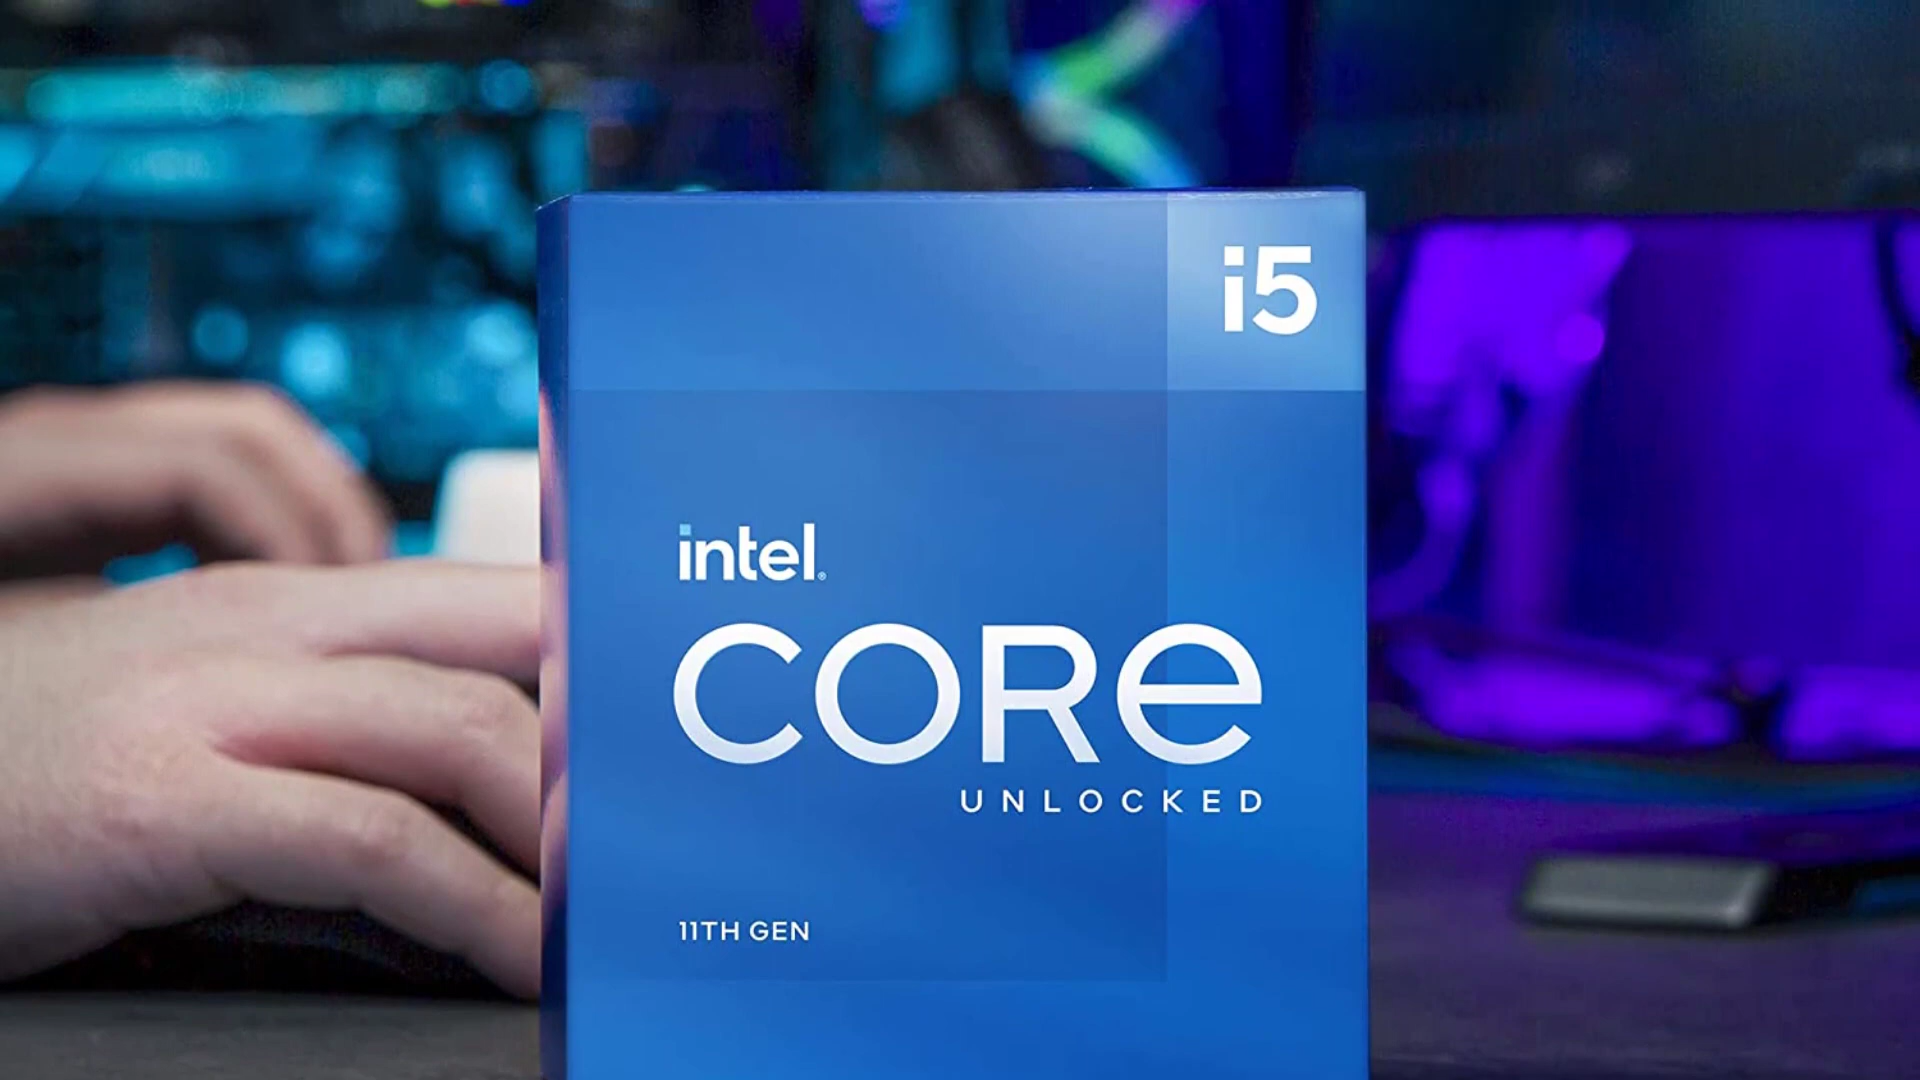 i5
intel.
CORe
UNLOCKED
11TH GEN